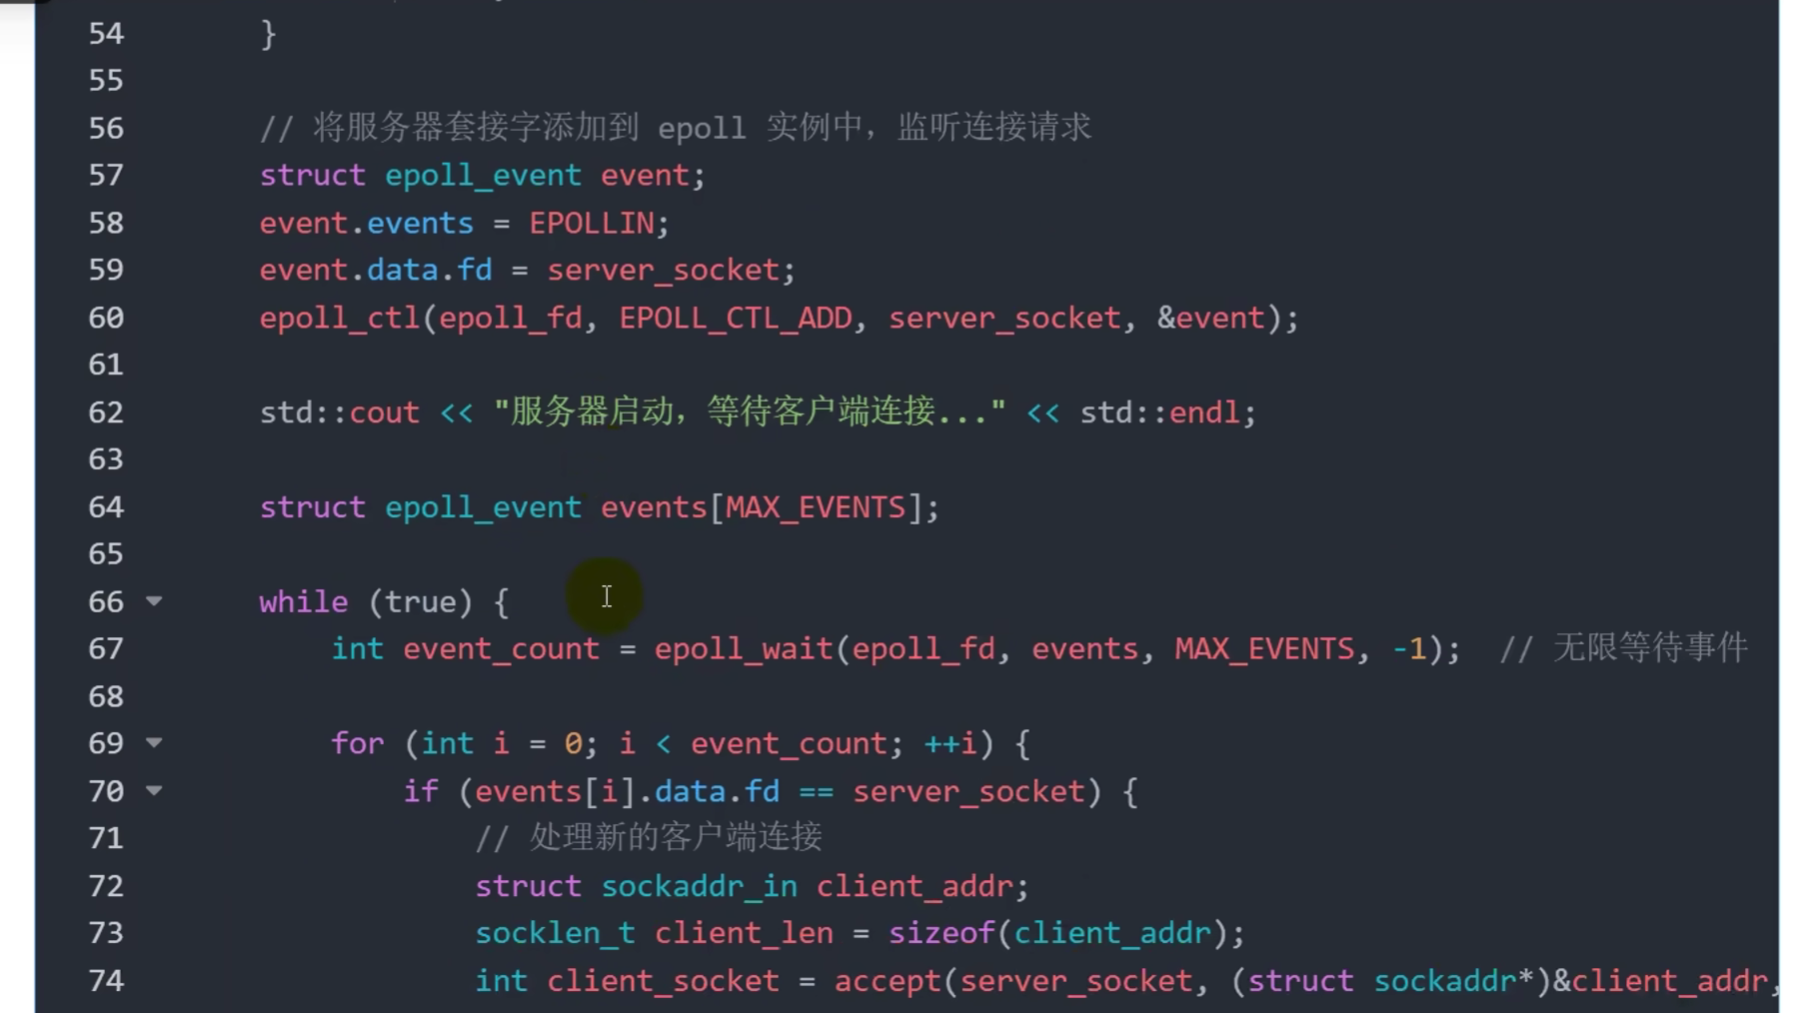 54 }
55
56 // 将服务器套接字添加到 epoll 实例中，监听连接请求
57 struct epoll_event event;
58 event.events = EPOLLIN;
59 event.data.fd = server_socket;
60 epoll_ctl(epoll_fd, EPOLL_CTL_ADD, server_socket, &event);
61
62 std::cout << "服务器启动，等待客户端连接..." << std::endl;
63
64 struct epoll_event events[MAX_EVENTS];
65
66 while (true) {
67 int event_count = epoll_wait(epoll_fd, events, MAX_EVENTS, -1); // 无限等待事件
68
69 for (int i = 0; i < event_count; ++i) {
70 if (events[i].data.fd == server_socket) {
71 // 处理新的客户端连接
72 struct sockaddr_in client_addr;
73 socklen_t client_len = sizeof(client_addr);
74 int client_socket = accept(server_socket, (struct sockaddr*)&client_addr,